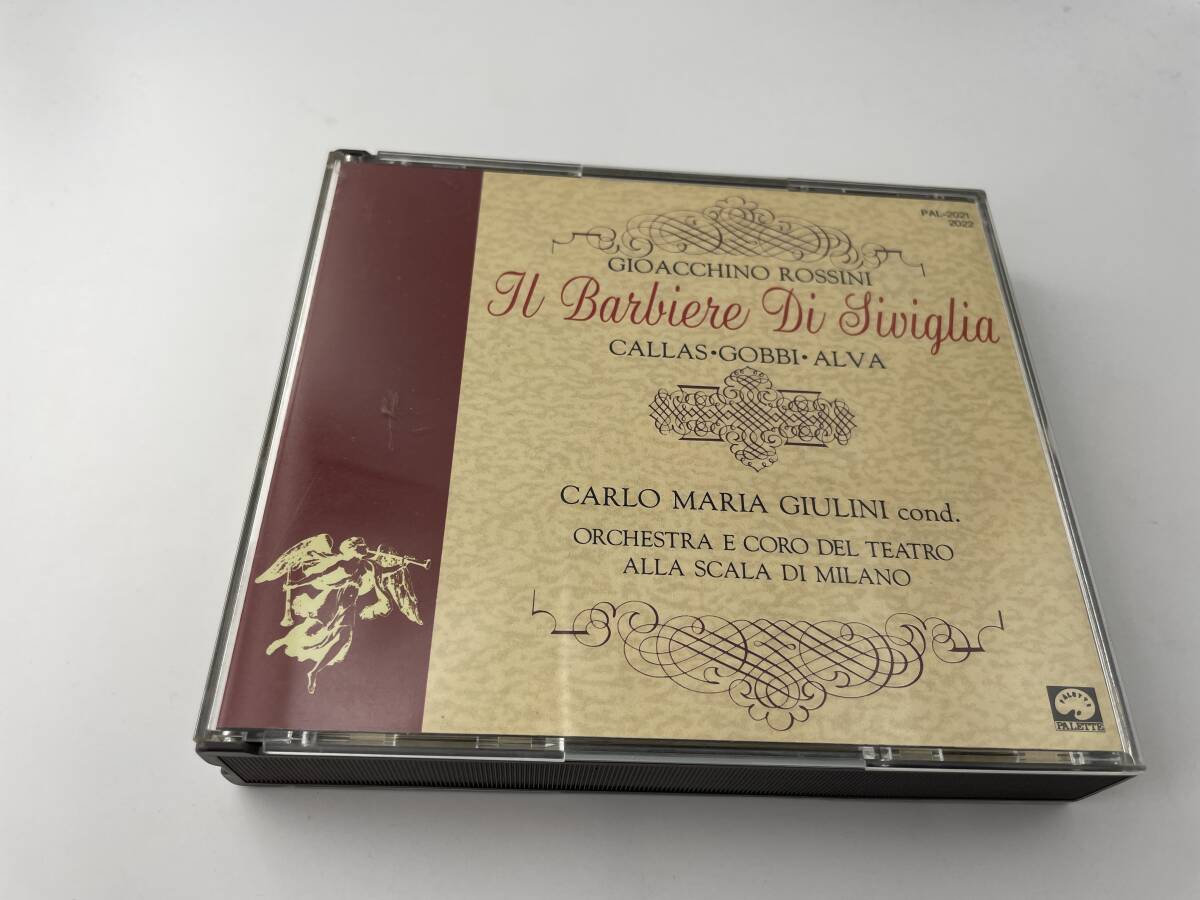 PAL-2021
2022
GIOACCHINO ROSSINI
Il Barbiere Di Siviglia
CALLAS•GOBBI•ALVA
CARLO MARIA GIULINI cond.
ORCHESTRA E CORO DEL TEATRO
ALLA SCALA DI MILANO
PALETTE
PALETTE